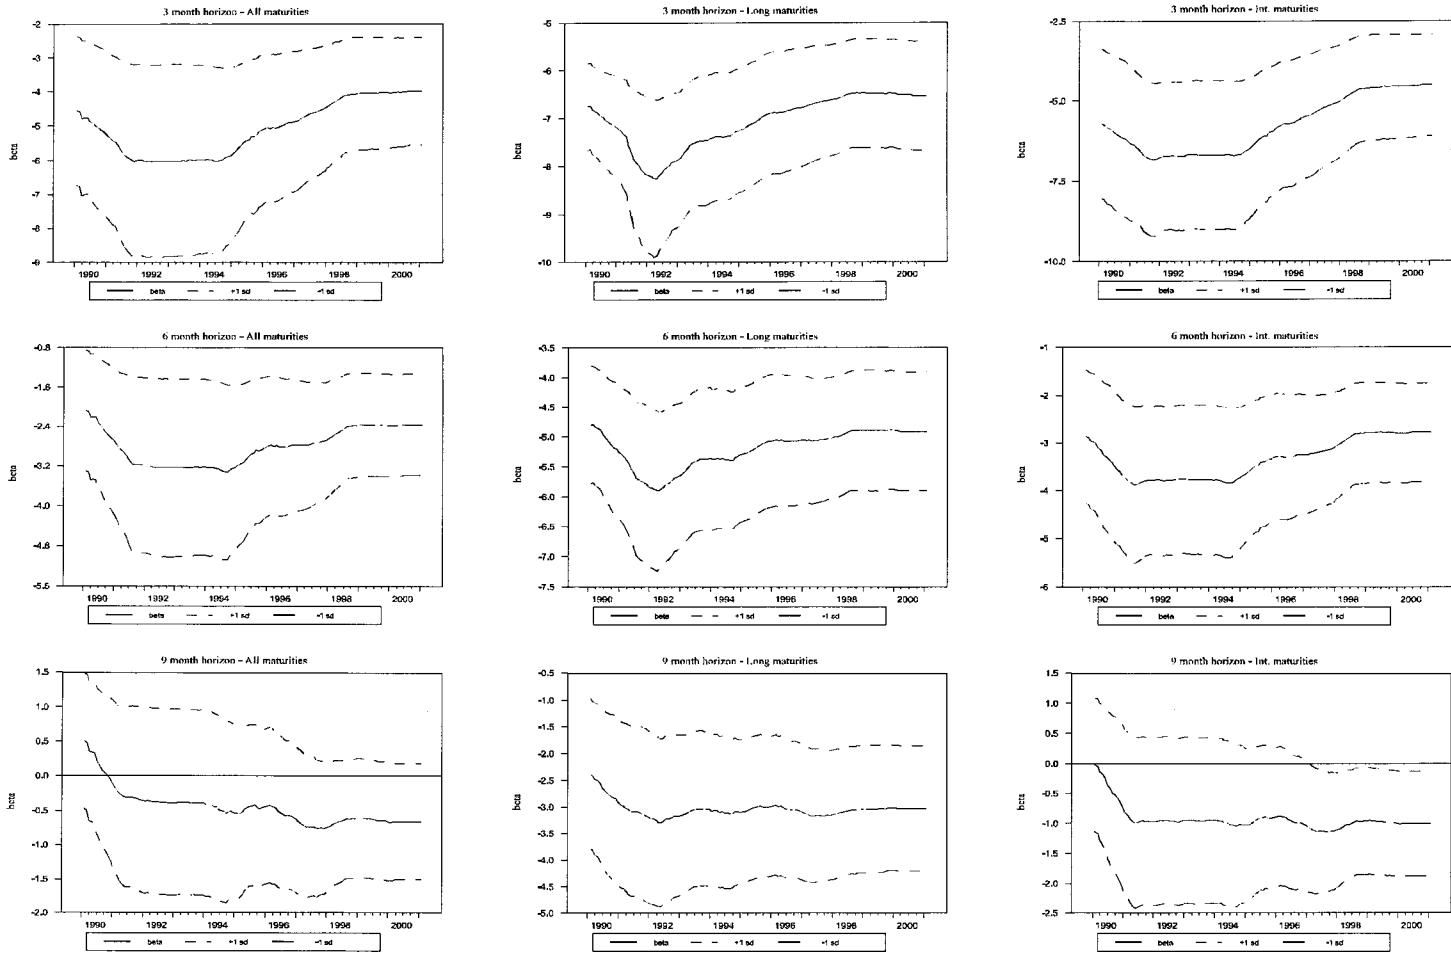 3 month horizon - All maturities
-2
-3
-4
-5
-6
-7
-8
-9
beta
1990 1992 1994 1996 1998 2000
beta +1 sd -1 sd
3 month horizon - Long maturities
-5
-6
-7
-8
-9
-10
beta
1990 1992 1994 1996 1998 2000
beta +1 sd -1 sd
3 month horizon - Int. maturities
-2.5
-5.0
-7.5
-10.0
beta
1990 1992 1994 1996 1998 2000
beta +1 sd -1 sd
6 month horizon - All maturities
-0.8
-1.6
-2.4
-3.2
-4.0
-4.8
-5.6
beta
1990 1992 1994 1996 1998 2000
beta +1 sd -1 sd
6 month horizon - Long maturities
-3.5
-4.0
-4.5
-5.0
-5.5
-6.0
-6.5
-7.0
-7.5
beta
1990 1992 1994 1996 1998 2000
beta +1 sd -1 sd
6 month horizon - Int. maturities
-1
-2
-3
-4
-5
-6
beta
1990 1992 1994 1996 1998 2000
beta +1 sd -1 sd
9 month horizon - All maturities
1.5
1.0
0.5
0.0
-0.5
-1.0
-1.5
-2.0
beta
1990 1992 1994 1996 1998 2000
beta +1 sd -1 sd
9 month horizon - Long maturities
-0.5
-1.0
-1.5
-2.0
-2.5
-3.0
-3.5
-4.0
-4.5
-5.0
beta
1990 1992 1994 1996 1998 2000
beta +1 sd -1 sd
9 month horizon - Int. maturities
1.5
1.0
0.5
0.0
-0.5
-1.0
-1.5
-2.0
-2.5
beta
1990 1992 1994 1996 1998 2000
beta +1 sd -1 sd